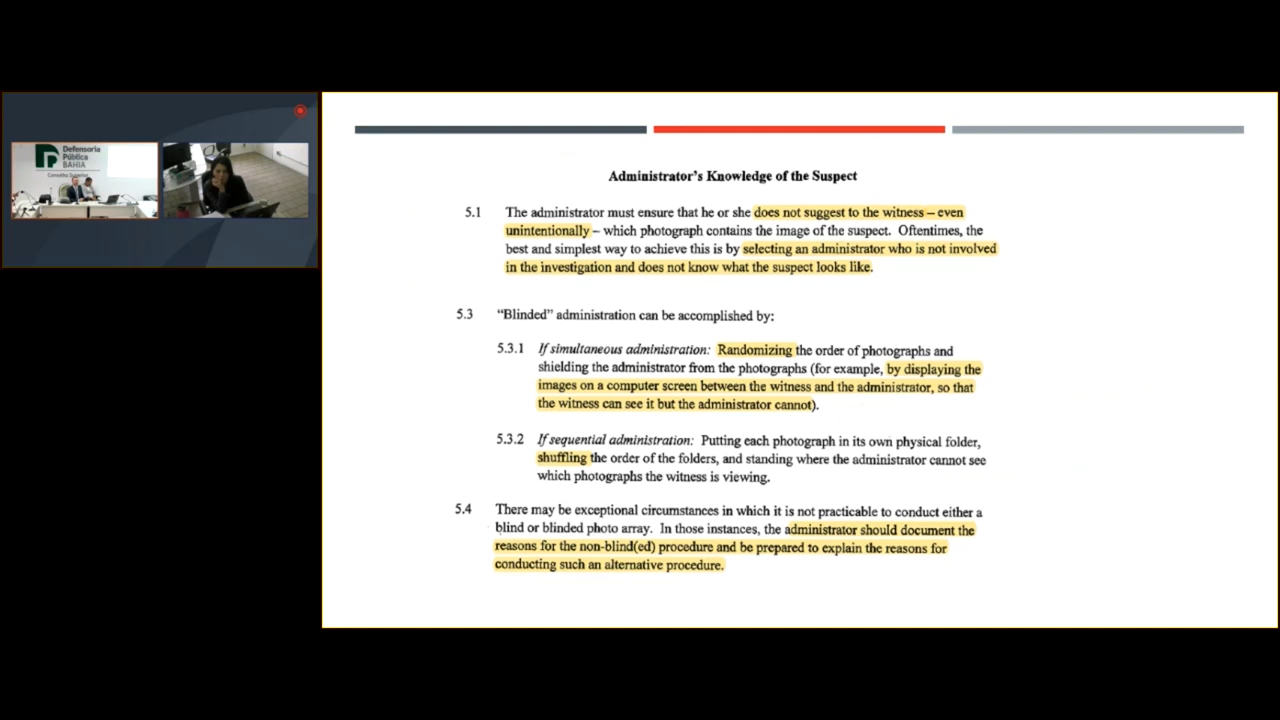 Defensoria
Pública
BAHIA
Conselho Superior
Administrator's Knowledge of the Suspect
5.1 The administrator must ensure that he or she does not suggest to the witness – even
unintentionally – which photograph contains the image of the suspect. Oftentimes, the
best and simplest way to achieve this is by selecting an administrator who is not involved
in the investigation and does not know what the suspect looks like.
5.3 “Blinded” administration can be accomplished by:
5.3.1 If simultaneous administration: Randomizing the order of photographs and
shielding the administrator from the photographs (for example, by displaying the
images on a computer screen between the witness and the administrator, so that
the witness can see it but the administrator cannot).
5.3.2 If sequential administration: Putting each photograph in its own physical folder,
shuffling the order of the folders, and standing where the administrator cannot see
which photographs the witness is viewing.
5.4 There may be exceptional circumstances in which it is not practicable to conduct either a
blind or blinded photo array. In those instances, the administrator should document the
reasons for the non-blind(ed) procedure and be prepared to explain the reasons for
conducting such an alternative procedure.